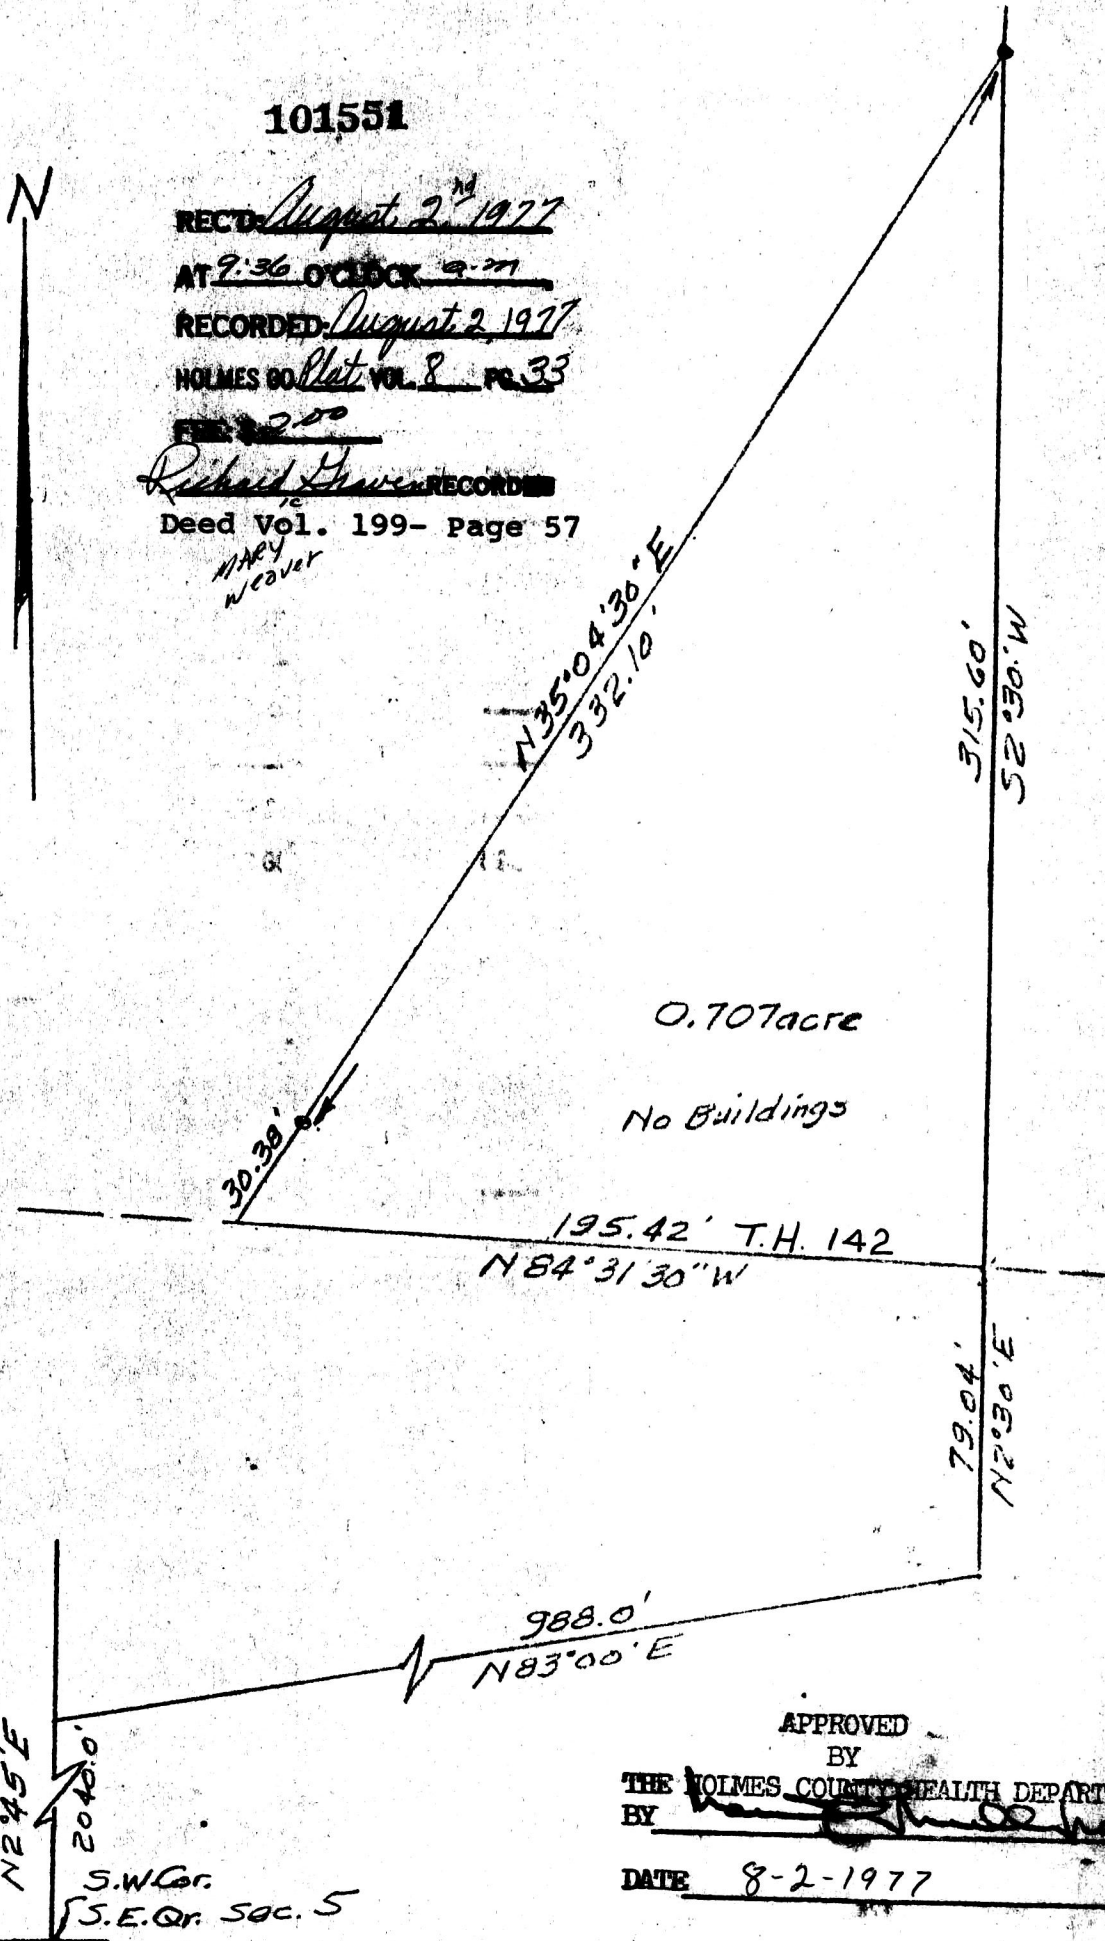 101551
N
REC'D: August 2nd 1977
AT 9:36 O'CLOCK a.m
RECORDED: August 2, 1977
HOLMES CO. Plat VOL. 8 PG. 33
FEE: $ 2.00
Richard Graven RECORDER
Deed Vol. 199- Page 57
MARY
Weaver
N35°04'30"E
332.10'
315.60'
S2°30'W
0.707acre
No Buildings
30.38'
195.42' T.H. 142
N84°31'30"W
79.04'
N2°30'E
988.0'
N83°00'E
N2°45'E
2040.0'
S.W.Cor.
S.E.Qr. Sec. 5
APPROVED
BY
THE HOLMES COUNTY HEALTH DEPART
BY
DATE 8-2-1977